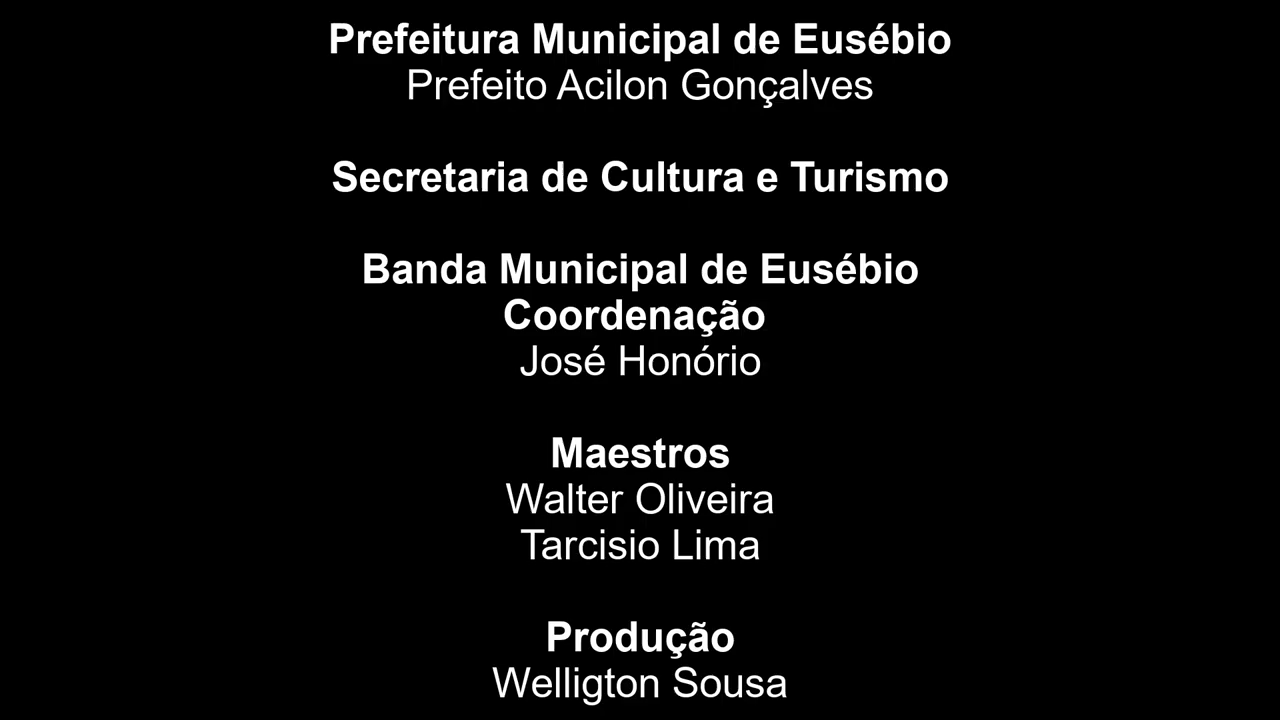 Prefeitura Municipal de Eusébio
Prefeito Acilon Gonçalves
Secretaria de Cultura e Turismo
Banda Municipal de Eusébio
Coordenação
José Honório
Maestros
Walter Oliveira
Tarcisio Lima
Produção
Welligton Sousa